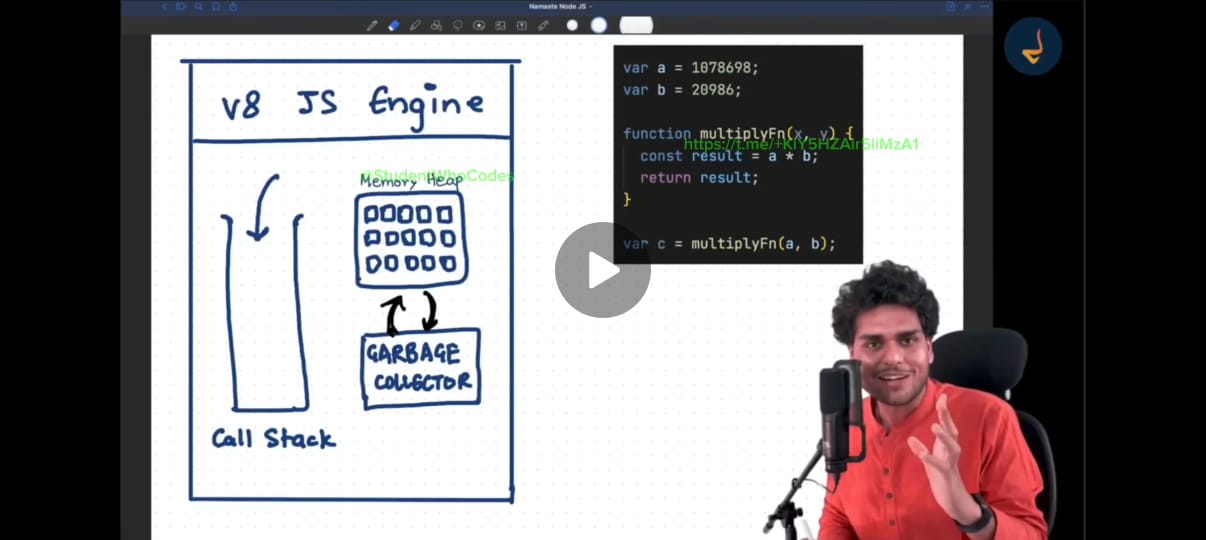 Namaste Node JS
V8 JS Engine
@StudentWhoCodes
Memory Heap
GARBAGE
COLLECTOR
Call Stack
var a = 1078698;
var b = 20986;
function multiplyFn(x, y) {
https://t.me/+KiY5HZAir5liMzA1
const result = a * b;
return result;
}
var c = multiplyFn(a, b);